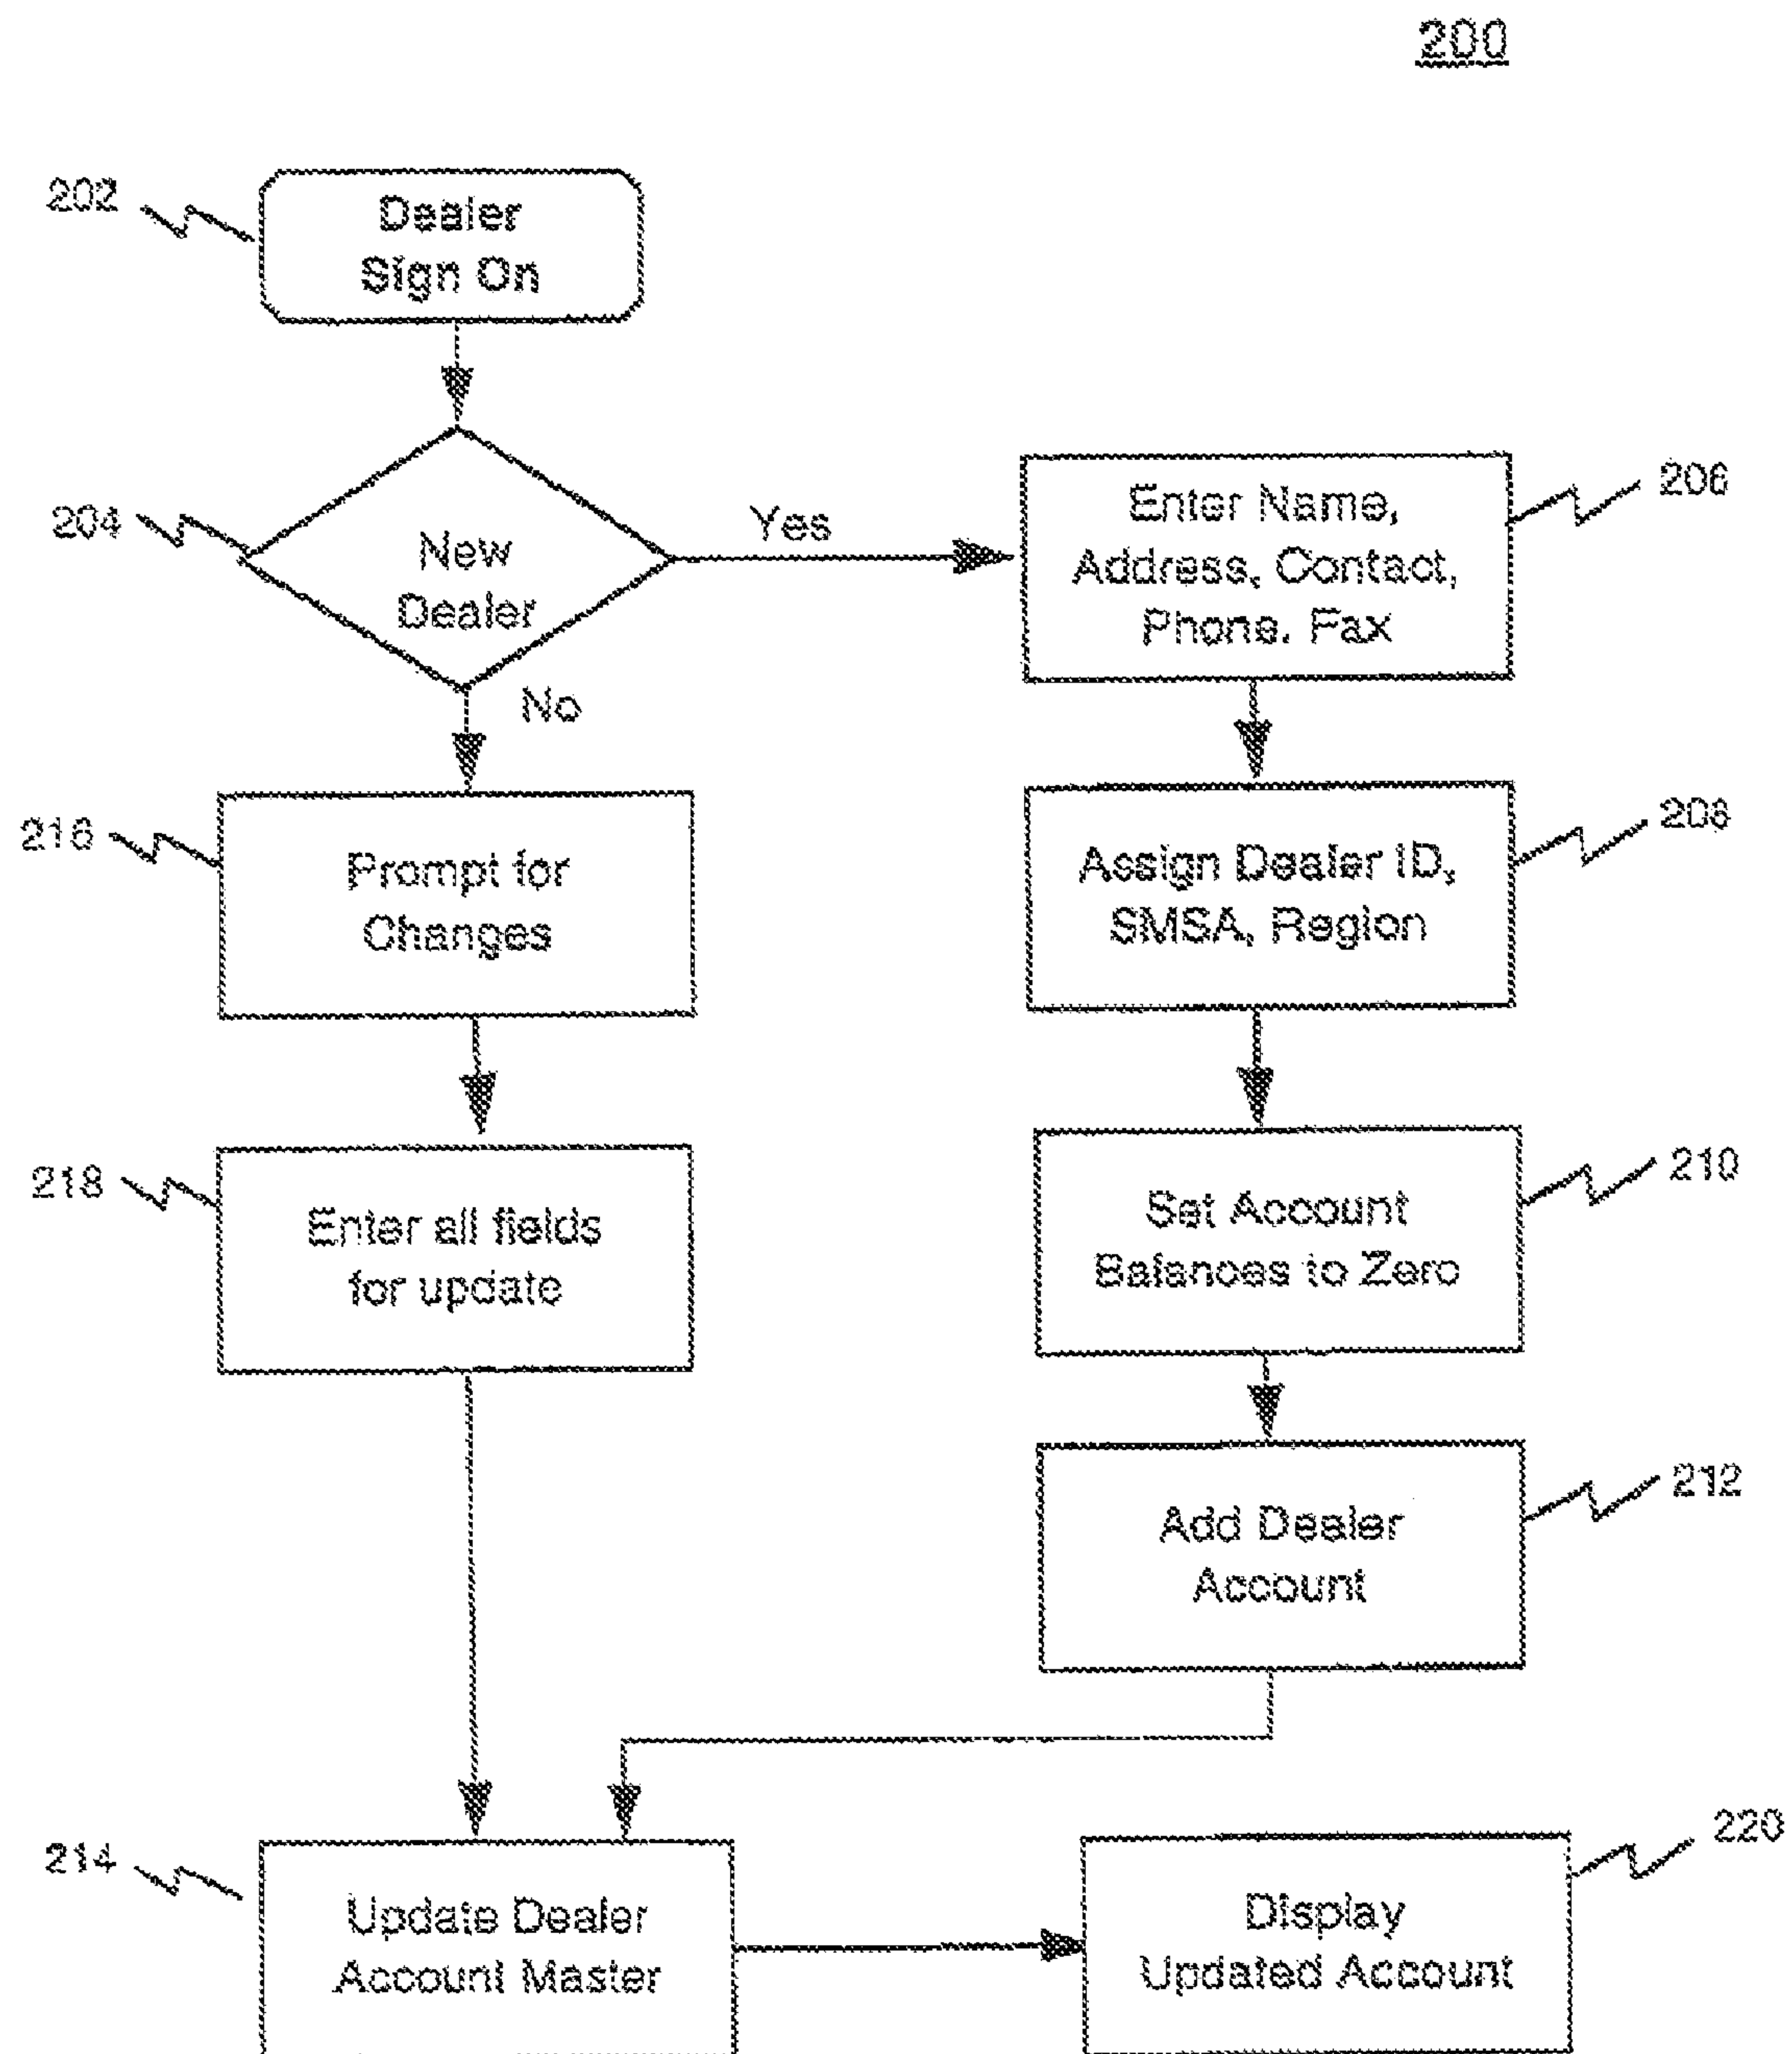 200
202
Dealer
Sign On
204
New
Dealer
Yes
No
206
Enter Name,
Address, Contact,
Phone. Fax
216
Prompt for
Changes
208
Assign Dealer ID,
SMSA, Region
218
Enter all fields
for update
210
Set Account
Balances to Zero
212
Add Dealer
Account
214
Update Dealer
Account Master
220
Display
Updated Account